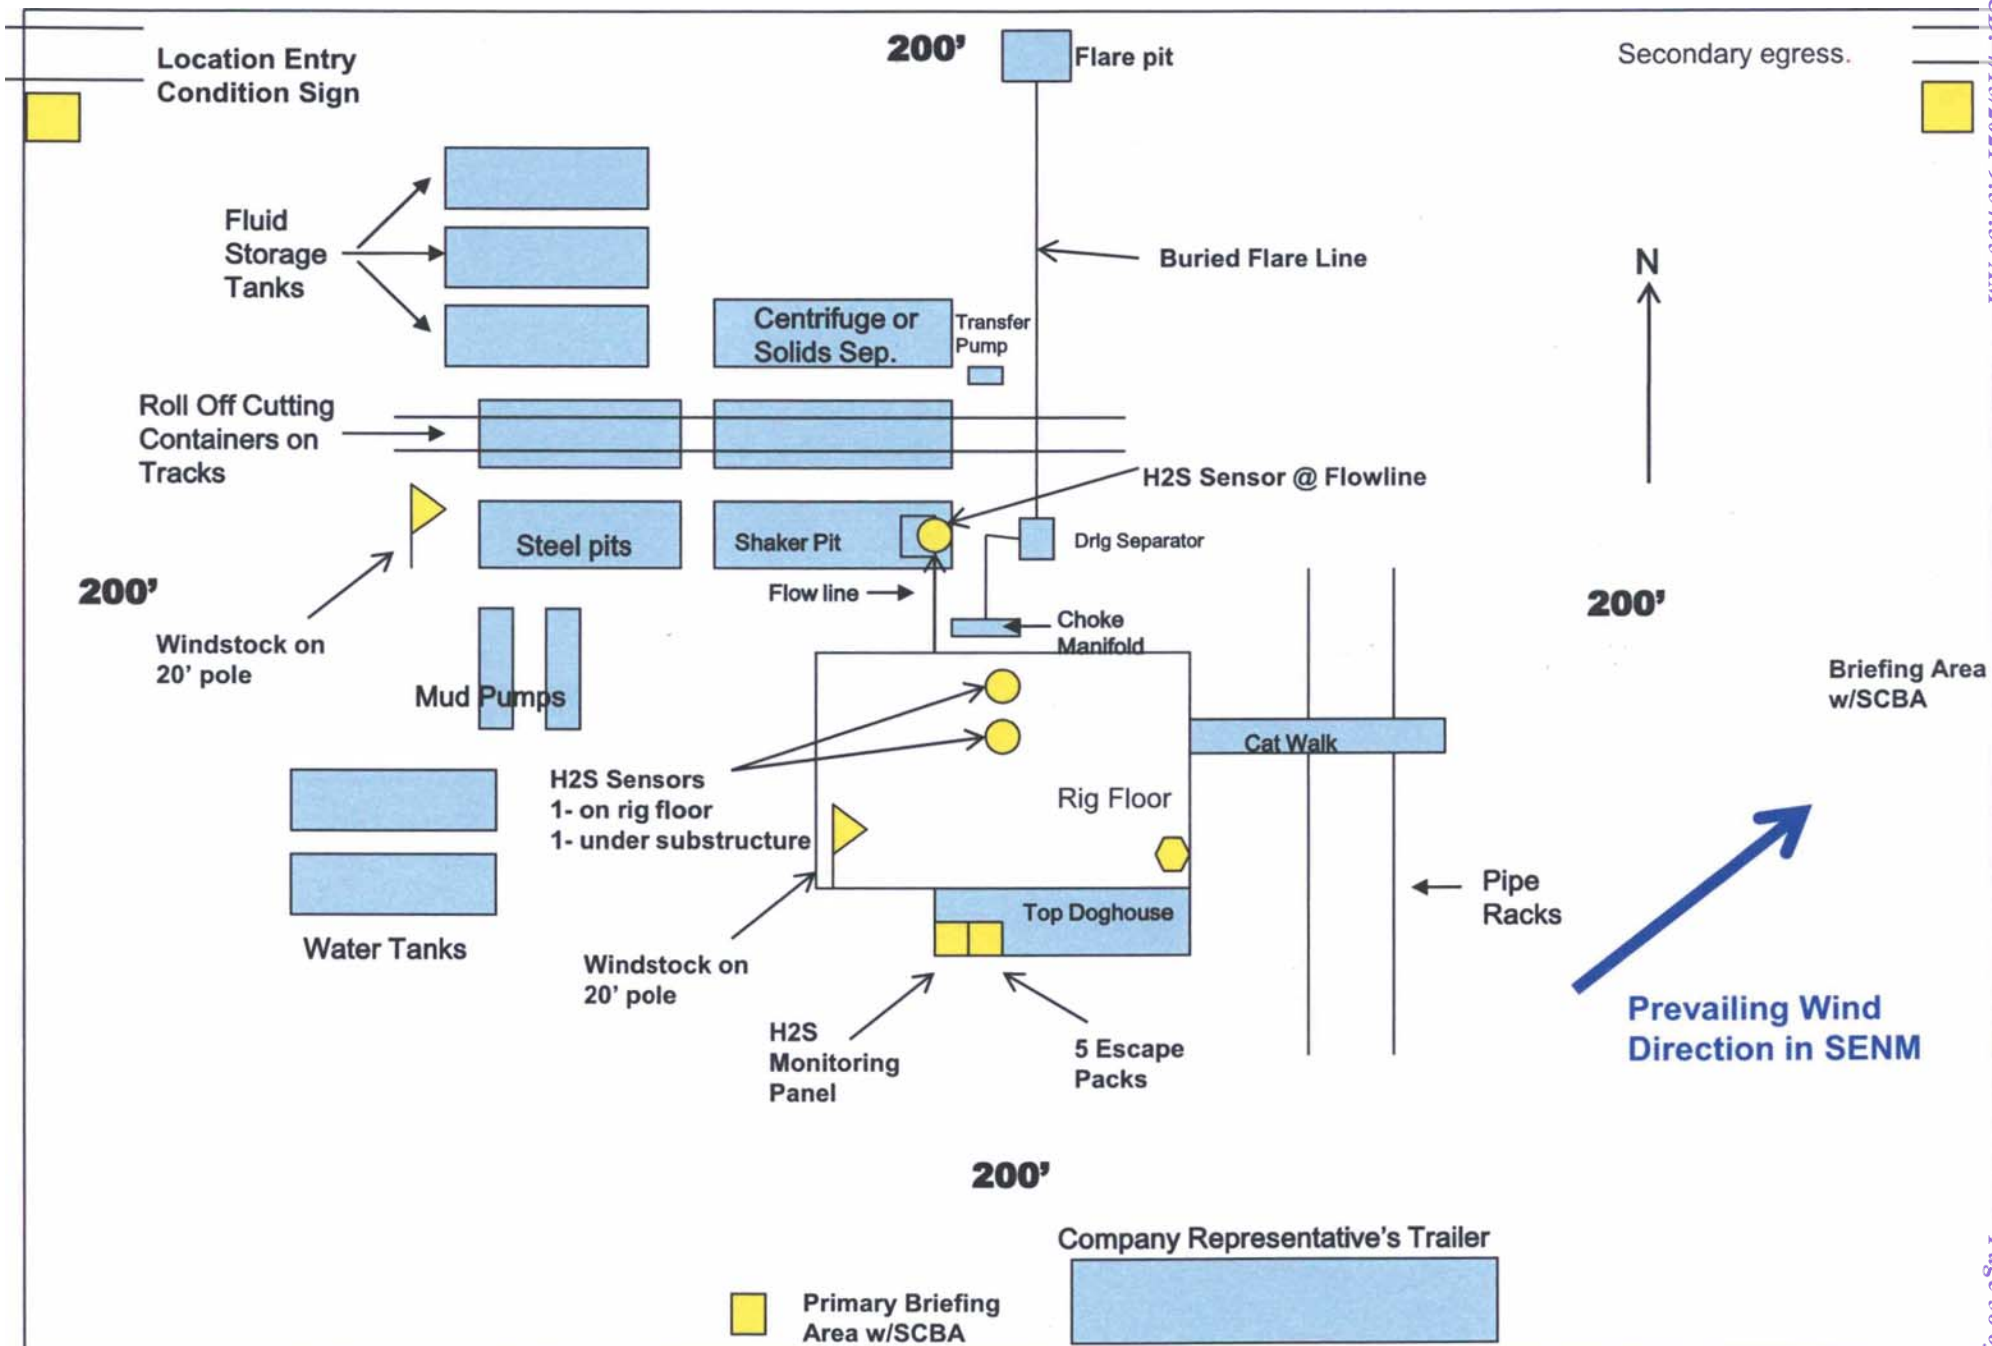 200'
Flare pit
Location Entry
Condition Sign
Secondary egress.
Fluid
Storage
Tanks
Buried Flare Line
N
Centrifuge or
Solids Sep.
Transfer
Pump
Roll Off Cutting
Containers on
Tracks
H2S Sensor @ Flowline
Steel pits
Shaker Pit
Drlg Separator
200'
Flow line
200'
Windstock on
20' pole
Choke
Manifold
Mud Pumps
Briefing Area
w/SCBA
Cat Walk
H2S Sensors
1- on rig floor
1- under substructure
Rig Floor
Pipe
Racks
Top Doghouse
Water Tanks
Windstock on
20' pole
H2S
Monitoring
Panel
5 Escape
Packs
Prevailing Wind
Direction in SENM
200'
Company Representative's Trailer
Primary Briefing
Area w/SCBA